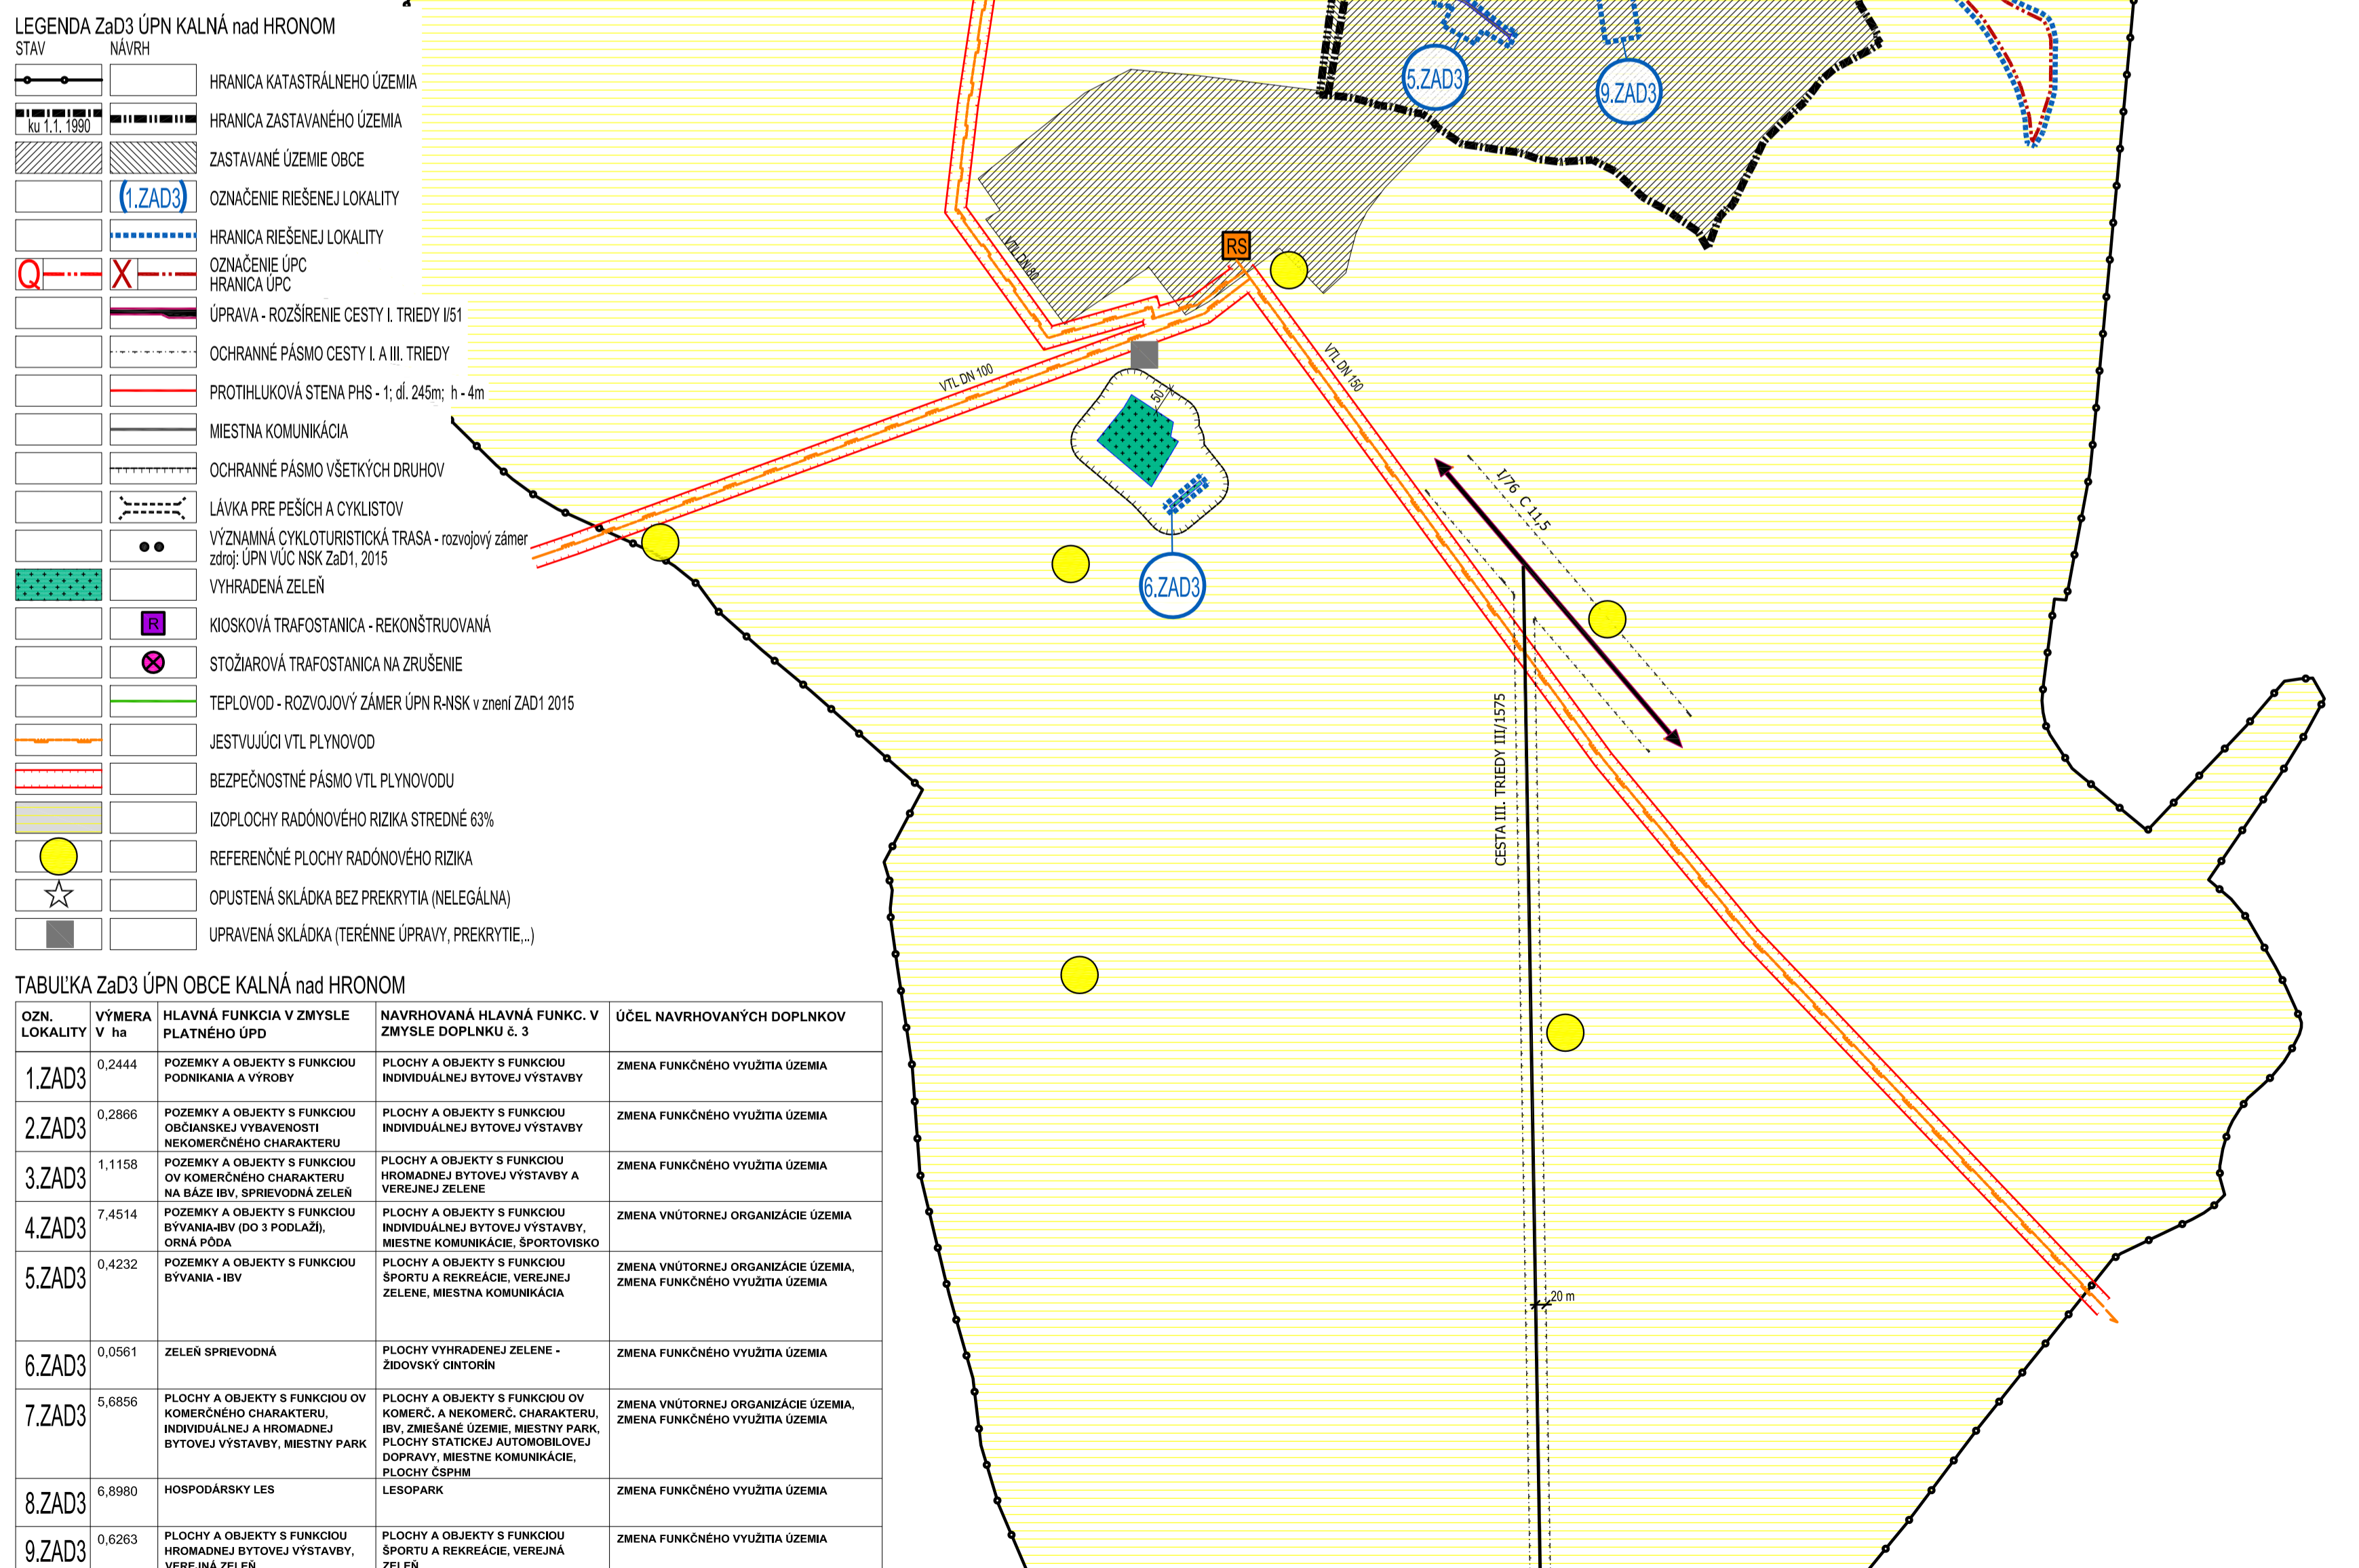 LEGENDA ZaD3 ÚPN KALNÁ nad HRONOM
STAV NÁVRH
HRANICA KATASTRÁLNEHO ÚZEMIA
ku 1.1. 1990
HRANICA ZASTAVANÉHO ÚZEMIA
ZASTAVANÉ ÚZEMIE OBCE
(1.ZAD3)
OZNAČENIE RIEŠENEJ LOKALITY
HRANICA RIEŠENEJ LOKALITY
Q X
OZNAČENIE ÚPC
HRANICA ÚPC
ÚPRAVA - ROZŠÍRENIE CESTY I. TRIEDY I/51
OCHRANNÉ PÁSMO CESTY I. A III. TRIEDY
PROTIHLUKOVÁ STENA PHS - 1; dĺ. 245m; h - 4m
MIESTNA KOMUNIKÁCIA
OCHRANNÉ PÁSMO VŠETKÝCH DRUHOV
LÁVKA PRE PEŠÍCH A CYKLISTOV
VÝZNAMNÁ CYKLOTURISTICKÁ TRASA - rozvojový zámer
zdroj: ÚPN VÚC NSK ZaD1, 2015
VYHRADENÁ ZELEŇ
R
KIOSKOVÁ TRAFOSTANICA - REKONŠTRUOVANÁ
STOŽIAROVÁ TRAFOSTANICA NA ZRUŠENIE
TEPLOVOD - ROZVOJOVÝ ZÁMER ÚPN R-NSK v znení ZAD1 2015
JESTVUJÚCI VTL PLYNOVOD
BEZPEČNOSTNÉ PÁSMO VTL PLYNOVODU
IZOPLOCHY RADÓNOVÉHO RIZIKA STREDNÉ 63%
REFERENČNÉ PLOCHY RADÓNOVÉHO RIZIKA
OPUSTENÁ SKLÁDKA BEZ PREKRYTIA (NELEGÁLNA)
UPRAVENÁ SKLÁDKA (TERÉNNE ÚPRAVY, PREKRYTIE,..)
5.ZAD3
9.ZAD3
RS
VTL DN 80
VTL DN 100
VTL DN 150
50
6.ZAD3
I/76 C 11,5
CESTA III. TRIEDY III/1575
20 m
TABUĽKA ZaD3 ÚPN OBCE KALNÁ nad HRONOM
OZN.
LOKALITY
VÝMERA
V ha
HLAVNÁ FUNKCIA V ZMYSLE
PLATNÉHO ÚPD
NAVRHOVANÁ HLAVNÁ FUNKC. V
ZMYSLE DOPLNKU č. 3
ÚČEL NAVRHOVANÝCH DOPLNKOV
1.ZAD3
0,2444
POZEMKY A OBJEKTY S FUNKCIOU
PODNIKANIA A VÝROBY
PLOCHY A OBJEKTY S FUNKCIOU
INDIVIDUÁLNEJ BYTOVEJ VÝSTAVBY
ZMENA FUNKČNÉHO VYUŽITIA ÚZEMIA
2.ZAD3
0,2866
POZEMKY A OBJEKTY S FUNKCIOU
OBČIANSKEJ VYBAVENOSTI
NEKOMERČNÉHO CHARAKTERU
PLOCHY A OBJEKTY S FUNKCIOU
INDIVIDUÁLNEJ BYTOVEJ VÝSTAVBY
ZMENA FUNKČNÉHO VYUŽITIA ÚZEMIA
3.ZAD3
1,1158
POZEMKY A OBJEKTY S FUNKCIOU
OV KOMERČNÉHO CHARAKTERU
NA BÁZE IBV, SPRIEVODNÁ ZELEŇ
PLOCHY A OBJEKTY S FUNKCIOU
HROMADNEJ BYTOVEJ VÝSTAVBY A
VEREJNEJ ZELENE
ZMENA FUNKČNÉHO VYUŽITIA ÚZEMIA
4.ZAD3
7,4514
POZEMKY A OBJEKTY S FUNKCIOU
BÝVANIA-IBV (DO 3 PODLAŽÍ),
ORNÁ PÔDA
PLOCHY A OBJEKTY S FUNKCIOU
INDIVIDUÁLNEJ BYTOVEJ VÝSTAVBY,
MIESTNE KOMUNIKÁCIE, ŠPORTOVISKO
ZMENA VNÚTORNEJ ORGANIZÁCIE ÚZEMIA
5.ZAD3
0,4232
POZEMKY A OBJEKTY S FUNKCIOU
BÝVANIA - IBV
PLOCHY A OBJEKTY S FUNKCIOU
ŠPORTU A REKREÁCIE, VEREJNEJ
ZELENE, MIESTNA KOMUNIKÁCIA
ZMENA VNÚTORNEJ ORGANIZÁCIE ÚZEMIA,
ZMENA FUNKČNÉHO VYUŽITIA ÚZEMIA
6.ZAD3
0,0561
ZELEŇ SPRIEVODNÁ
PLOCHY VYHRADENEJ ZELENE -
ŽIDOVSKÝ CINTORÍN
ZMENA FUNKČNÉHO VYUŽITIA ÚZEMIA
7.ZAD3
5,6856
PLOCHY A OBJEKTY S FUNKCIOU OV
KOMERČNÉHO CHARAKTERU,
INDIVIDUÁLNEJ A HROMADNEJ
BYTOVEJ VÝSTAVBY, MIESTNY PARK
PLOCHY A OBJEKTY S FUNKCIOU OV
KOMERČ. A NEKOMERČ. CHARAKTERU,
IBV, ZMIEŠANÉ ÚZEMIE, MIESTNY PARK,
PLOCHY STATICKEJ AUTOMOBILOVEJ
DOPRAVY, MIESTNE KOMUNIKÁCIE,
PLOCHY ČSPHM
ZMENA VNÚTORNEJ ORGANIZÁCIE ÚZEMIA,
ZMENA FUNKČNÉHO VYUŽITIA ÚZEMIA
8.ZAD3
6,8980
HOSPODÁRSKY LES
LESOPARK
ZMENA FUNKČNÉHO VYUŽITIA ÚZEMIA
9.ZAD3
0,6263
PLOCHY A OBJEKTY S FUNKCIOU
HROMADNEJ BYTOVEJ VÝSTAVBY,
VEREJNÁ ZELEŇ
PLOCHY A OBJEKTY S FUNKCIOU
ŠPORTU A REKREÁCIE, VEREJNÁ
ZELEŇ
ZMENA FUNKČNÉHO VYUŽITIA ÚZEMIA